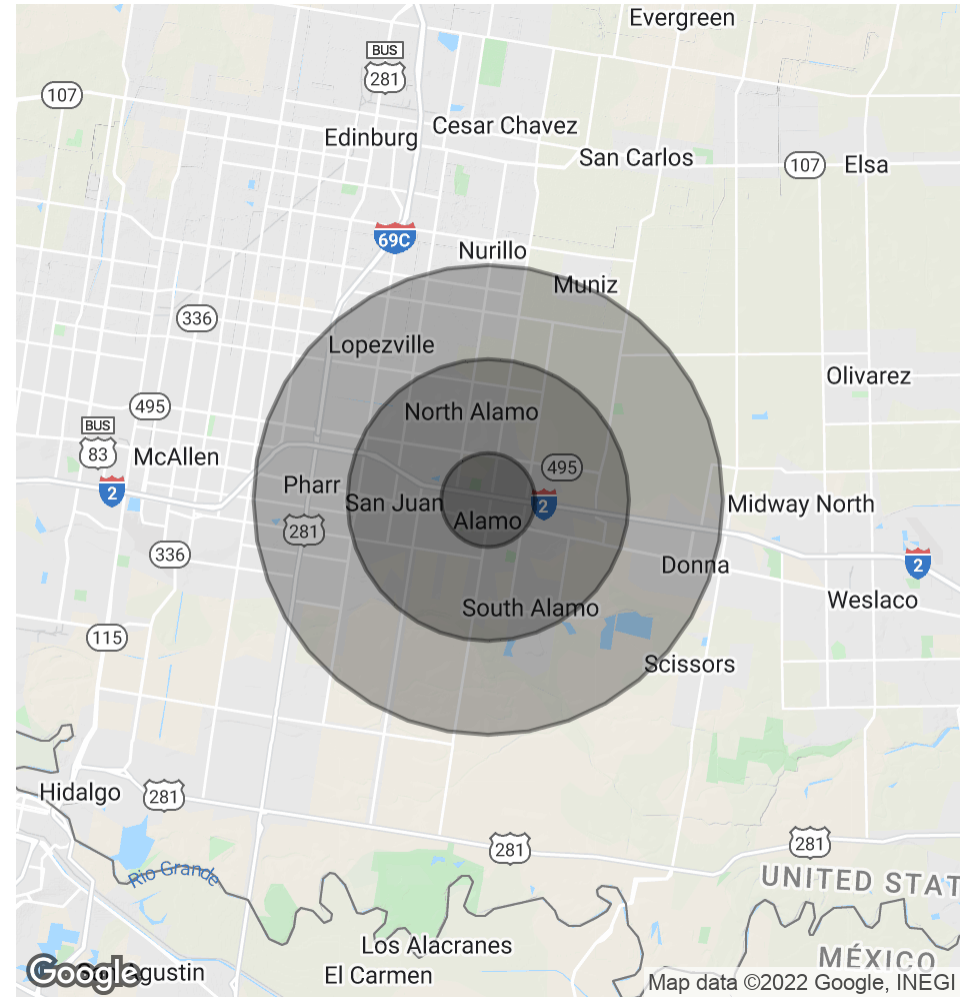 Evergreen
BUS
281
107
Cesar Chavez
Edinburg
San Carlos
107
Elsa
69C
Nurillo
Muniz
336
Lopezville
Olivarez
495
North Alamo
BUS
83
McAllen
495
2
Pharr
San Juan
2
Midway North
Alamo
281
336
Donna
2
Weslaco
South Alamo
115
Scissors
Hidalgo
281
281
281
Rio Grande
UNITED STAT
Los Alacranes
MÉXICO
El Carmen
Agustin
Google
Map data ©2022 Google, INEGI